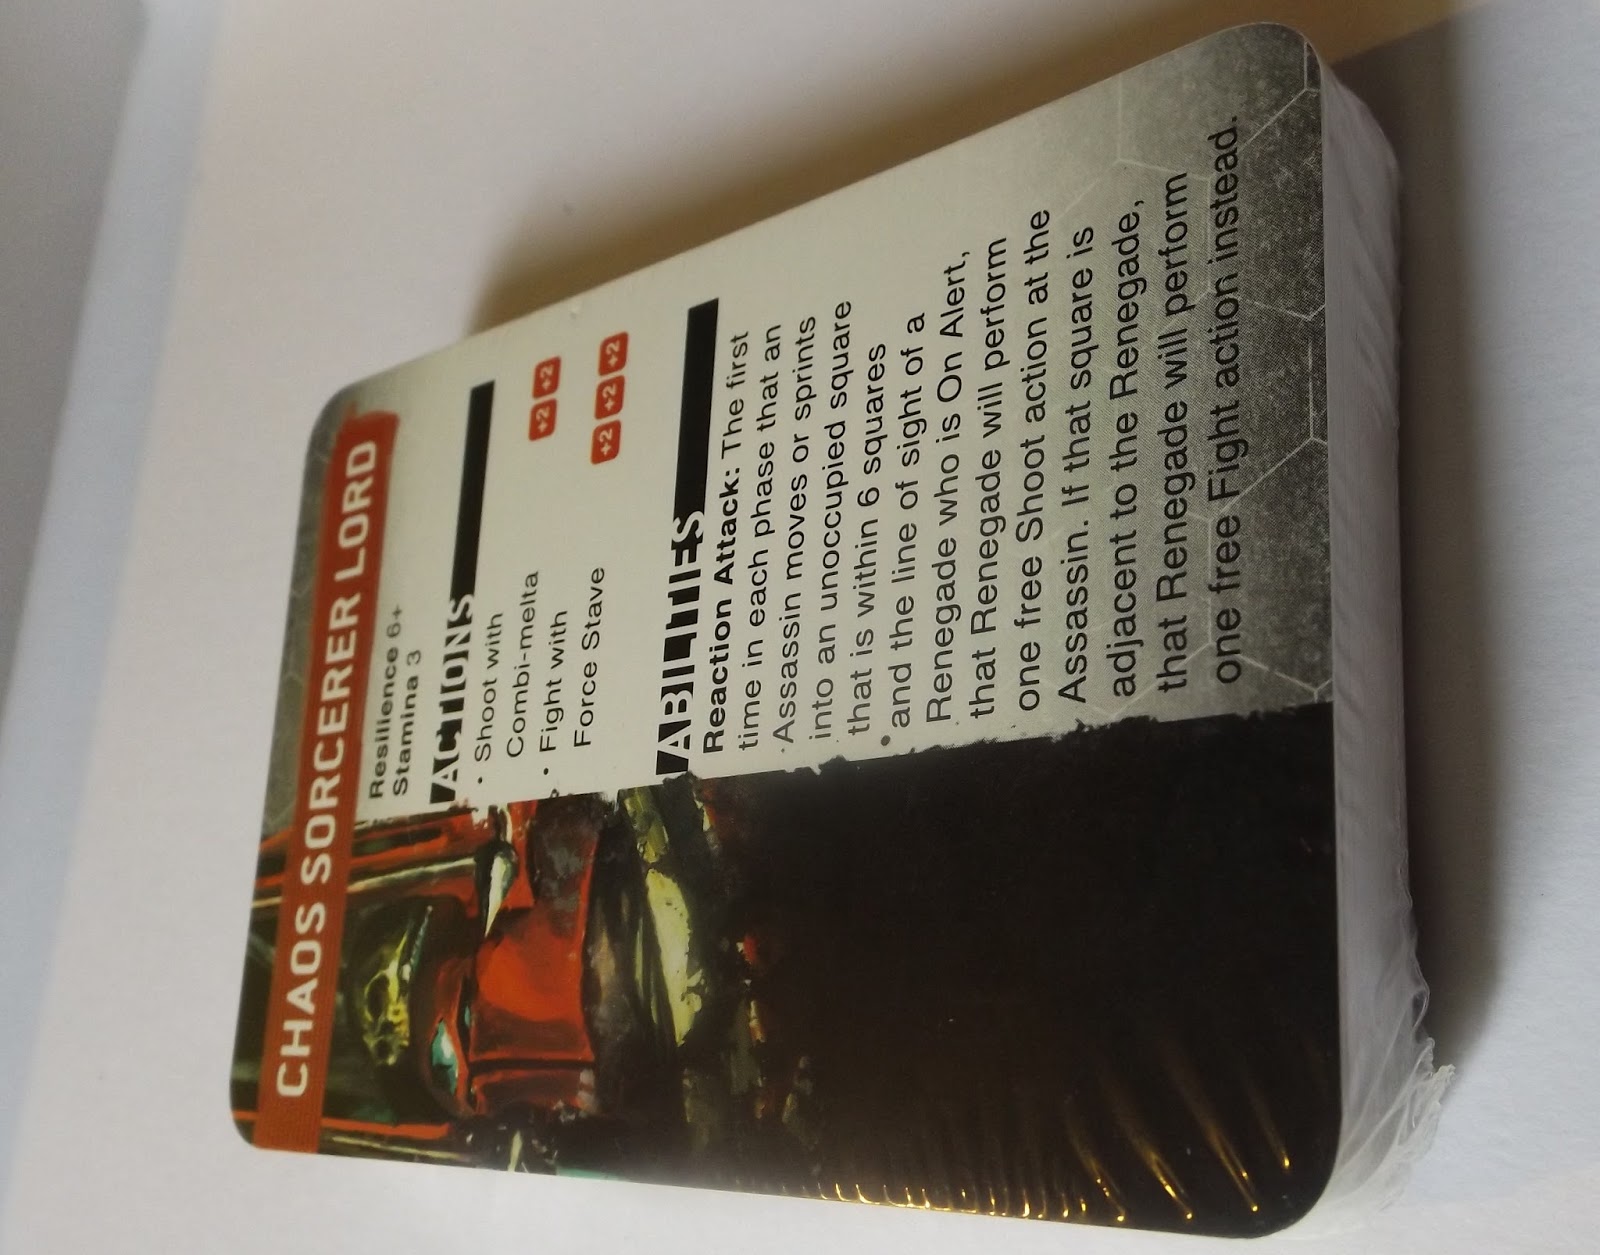 CHAOS SORCERER LORD
Resilience 6+
Stamina 3
ACTIONS
• Shoot with
Combi-melta +2 +2
• Fight with
Force Stave +2 +2 +2
ABILITIES
Reaction Attack: The first
time in each phase that an
Assassin moves or sprints
into an unoccupied square
that is within 6 squares
• and the line of sight of a
Renegade who is On Alert,
that Renegade will perform
one free Shoot action at the
Assassin. If that square is
adjacent to the Renegade,
that Renegade will perform
one free Fight action instead.